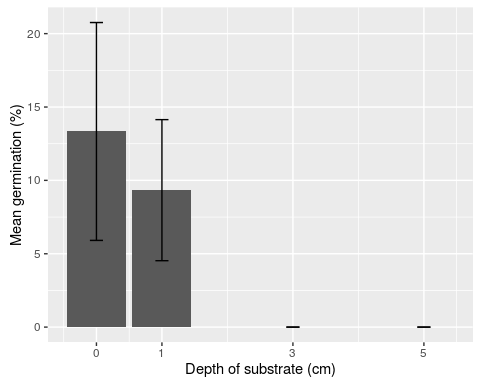 Mean germination (%)
20
15
10
5
0
0 1 3 5
Depth of substrate (cm)